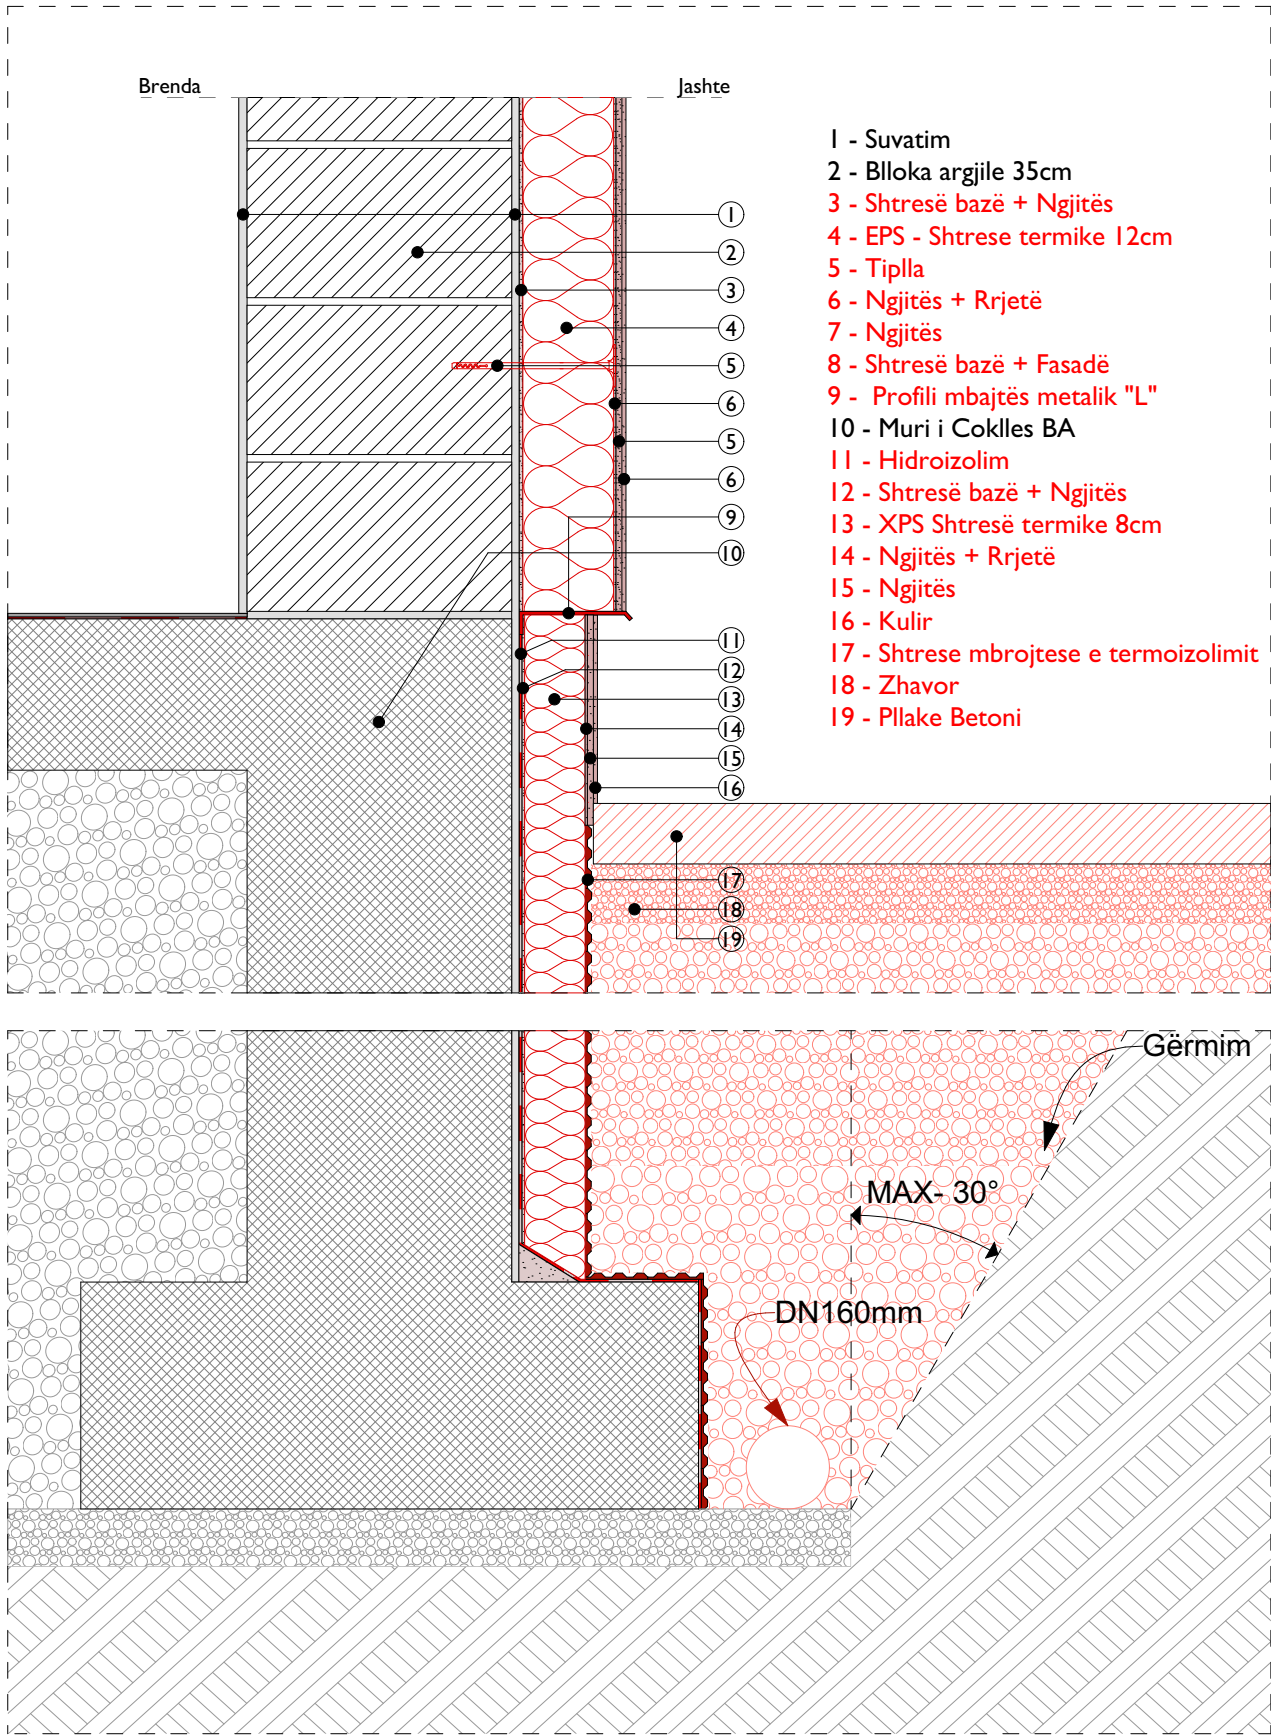 Brenda
Jashte
1 - Suvatim
2 - Blloka argjile 35cm
3 - Shtresë bazë + Ngjitës
4 - EPS - Shtrese termike 12cm
5 - Tiplla
6 - Ngjitës + Rrjetë
7 - Ngjitës
8 - Shtresë bazë + Fasadë
9 - Profili mbajtës metalik "L"
10 - Muri i Coklles BA
11 - Hidroizolim
12 - Shtresë bazë + Ngjitës
13 - XPS Shtresë termike 8cm
14 - Ngjitës + Rrjetë
15 - Ngjitës
16 - Kulir
17 - Shtrese mbrojtese e termoizolimit
18 - Zhavor
19 - Pllake Betoni
1
2
3
4
5
6
5
6
9
10
11
12
13
14
15
16
17
18
19
Gërmim
MAX- 30°
DN160mm